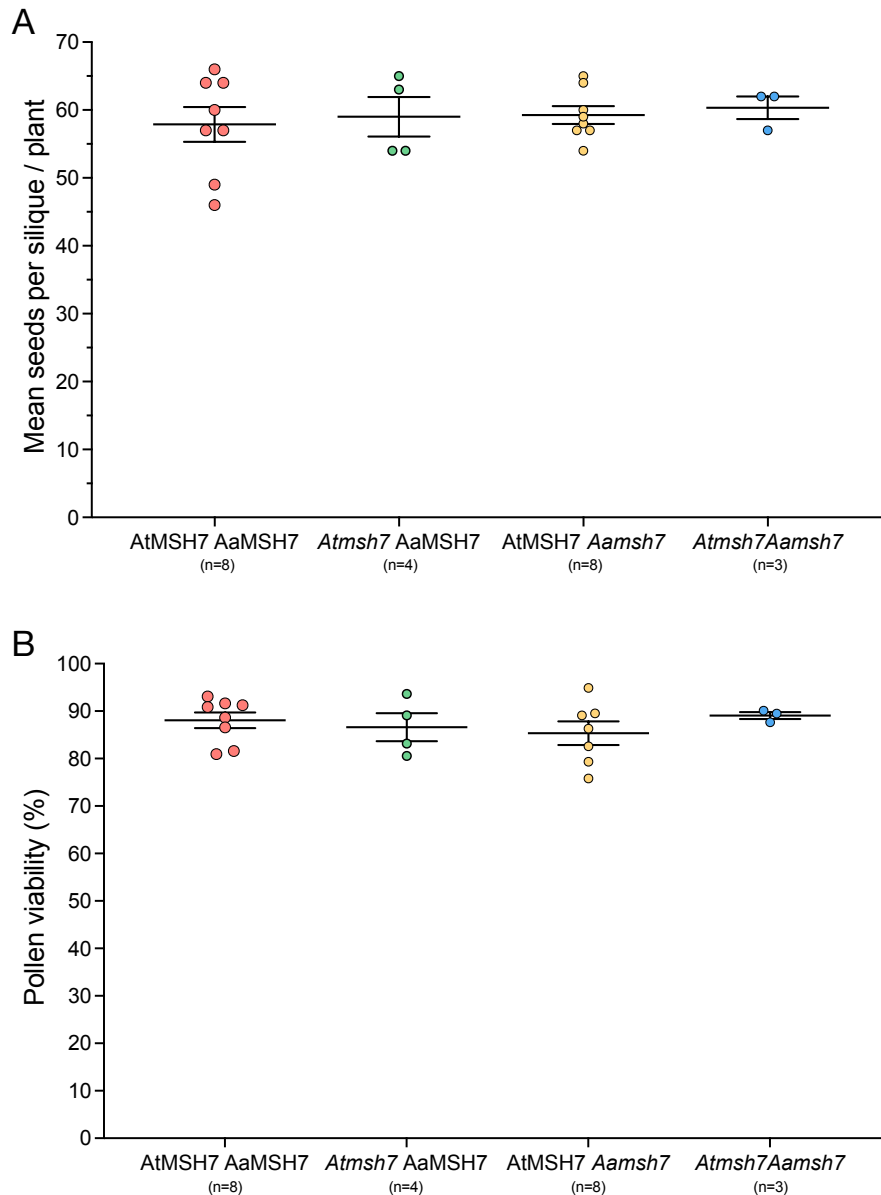 A
Mean seeds per silique / plant
70
60
50
40
30
20
10
0
AtMSH7 AaMSH7 Atmsh7 AaMSH7 AtMSH7 Aamsh7 Atmsh7Aamsh7
(n=8) (n=4) (n=8) (n=3)
B
Pollen viability (%)
100
90
80
70
60
50
40
30
20
10
0
AtMSH7 AaMSH7 Atmsh7 AaMSH7 AtMSH7 Aamsh7 Atmsh7Aamsh7
(n=8) (n=4) (n=8) (n=3)